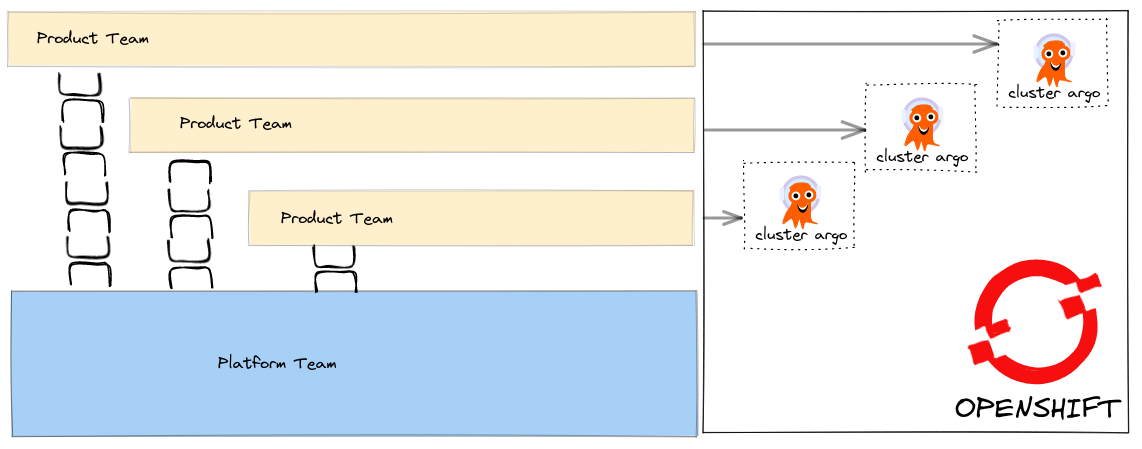 Product Team
cluster argo
Product Team
cluster argo
Product Team
cluster argo
Platform Team
OPENSHIFT